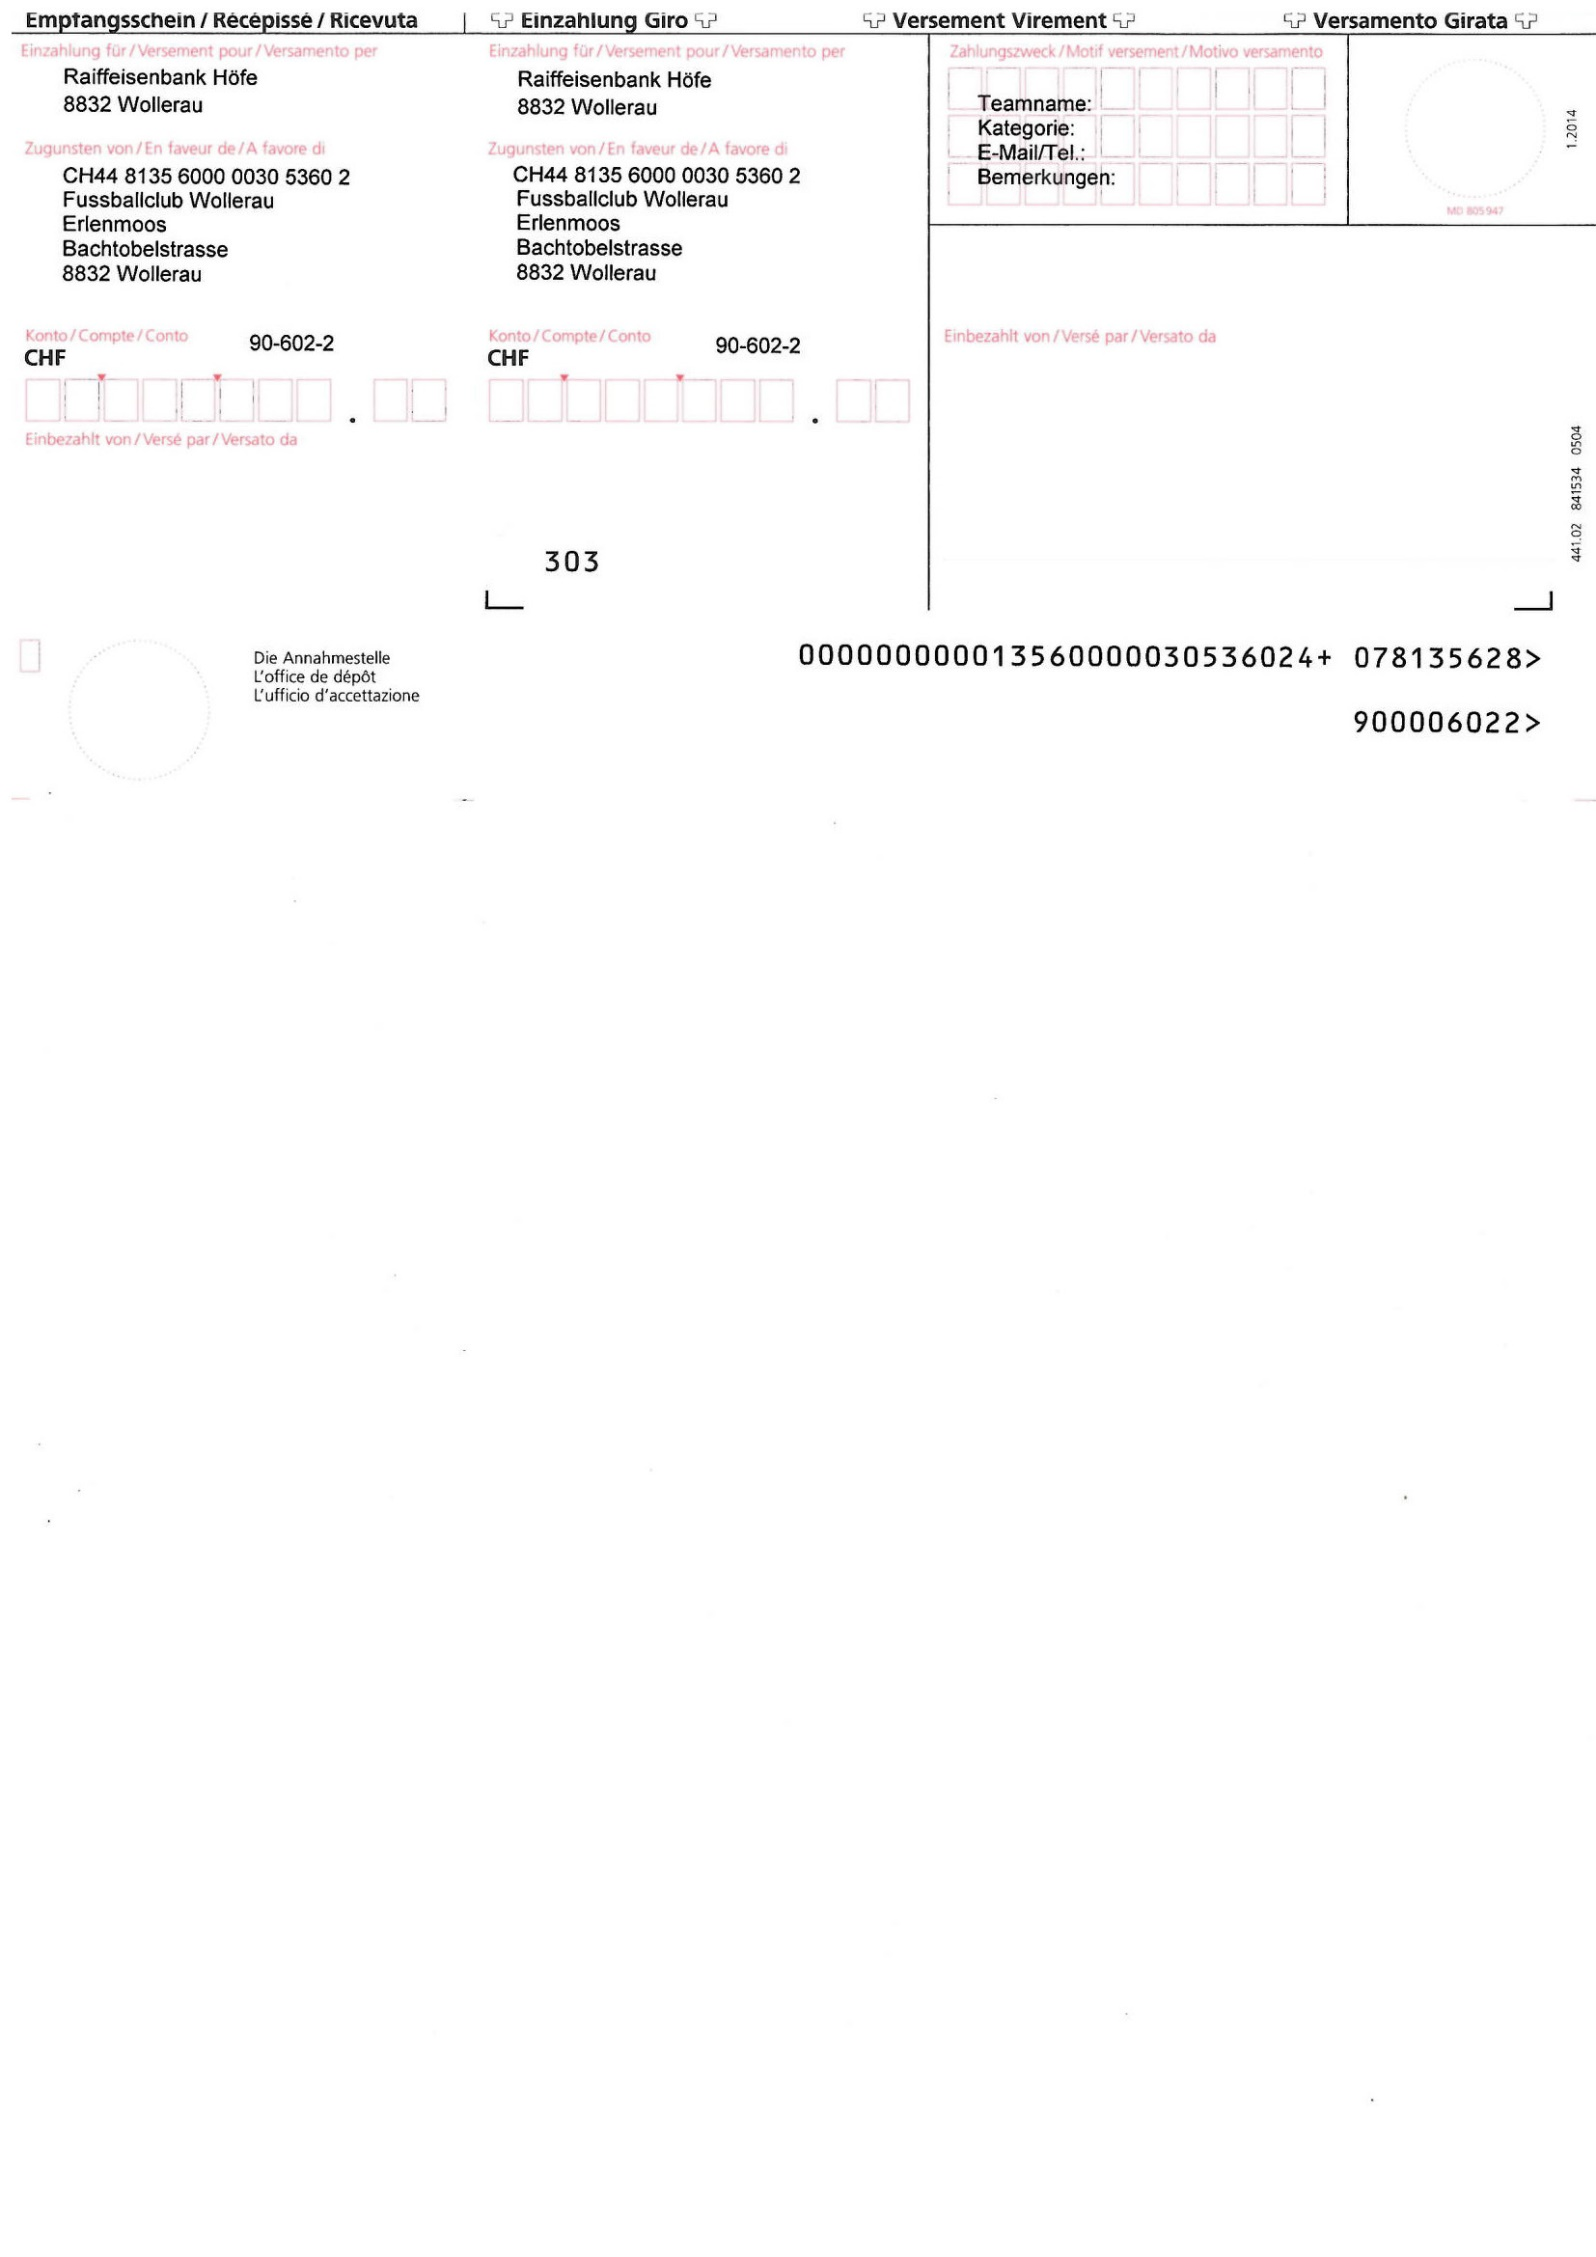 Empfangsschein / Récépissé / Ricevuta
Einzahlung Giro
Versement Virement
Versamento Girata
Einzahlung für / Versement pour / Versamento per
Raiffeisenbank Höfe
8832 Wollerau
Zugunsten von / En faveur de / A favore di
CH44 8135 6000 0030 5360 2
Fussballclub Wollerau
Erlenmoos
Bachtobelstrasse
8832 Wollerau
Konto / Compte / Conto 90-602-2
CHF
.
Einbezahlt von / Versé par / Versato da
Einzahlung für / Versement pour / Versamento per
Raiffeisenbank Höfe
8832 Wollerau
Zugunsten von / En faveur de / A favore di
CH44 8135 6000 0030 5360 2
Fussballclub Wollerau
Erlenmoos
Bachtobelstrasse
8832 Wollerau
Konto / Compte / Conto 90-602-2
CHF
.
303
Zahlungszweck / Motif versement / Motivo versamento
Teamname:
Kategorie:
E-Mail/Tel.:
Bemerkungen:
MD 805 947
1.2014
Einbezahlt von / Versé par / Versato da
441.02 841534 0504
Die Annahmestelle
L'office de dépôt
L'ufficio d'accettazione
000000000013560000030536024+ 078135628>
900006022>